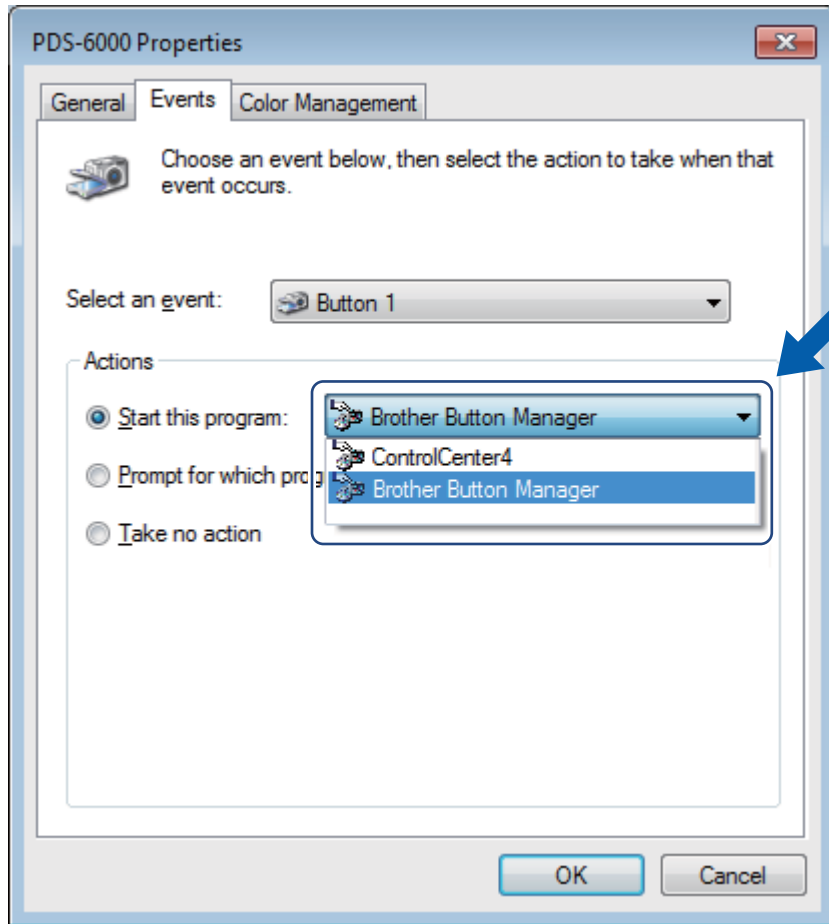 PDS-6000 Properties
General Events Color Management
Choose an event below, then select the action to take when that
event occurs.
Select an event: Button 1
Actions
Start this program: Brother Button Manager
ControlCenter4
Prompt for which prog
Brother Button Manager
Take no action
OK Cancel